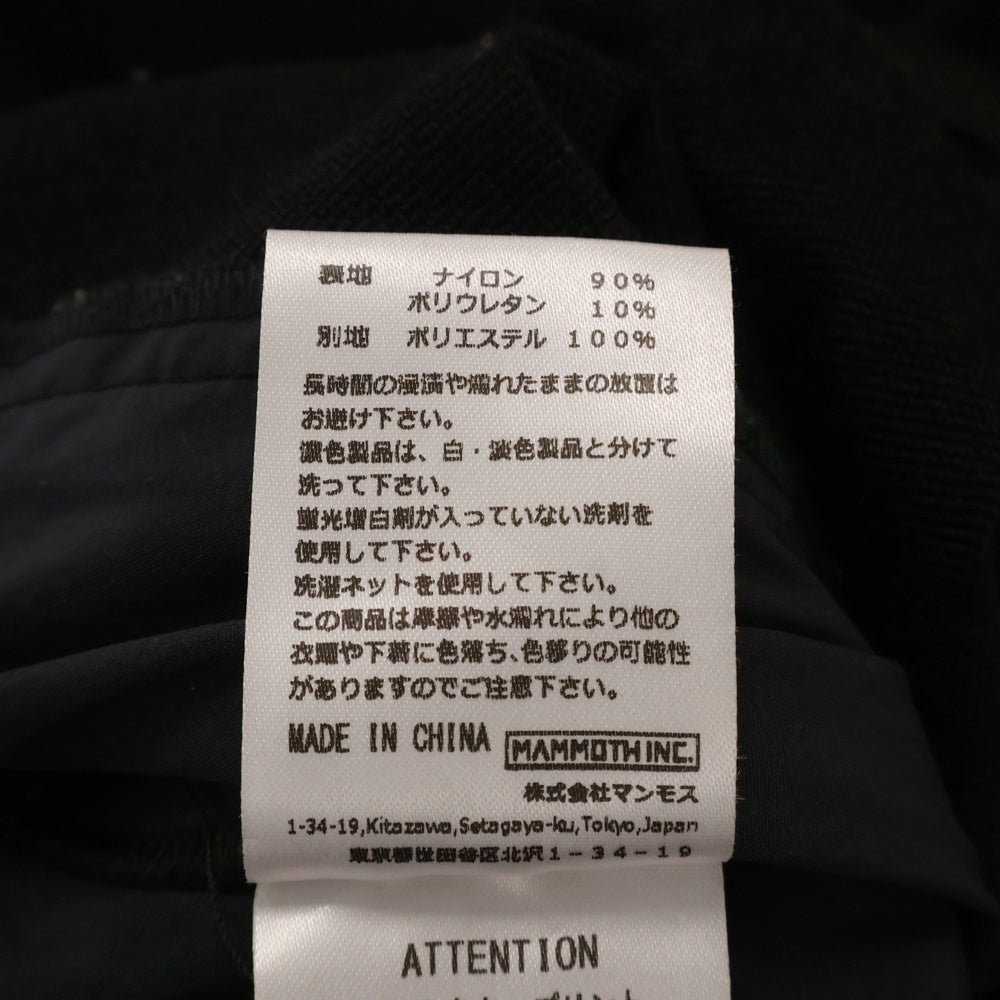 表地 ナイロン 90%
ポリウレタン 10%
別地 ポリエステル 100%
長時間の浸漬や濡れたままの放置は
お避け下さい。
濃色製品は、白・淡色製品と分けて
洗って下さい。
蛍光増白剤が入っていない洗剤を
使用して下さい。
洗濯ネットを使用して下さい。
この商品は摩擦や水濡れにより他の
衣類や下着に色落ち、色移りの可能性
がありますのでご注意下さい。
MADE IN CHINA MAMMOTH INC.
株式会社マンモス
1-34-19,Kitazawa,Setagaya-ku,Tokyo,Japan
東京都世田谷区北沢1-34-19
ATTENTION